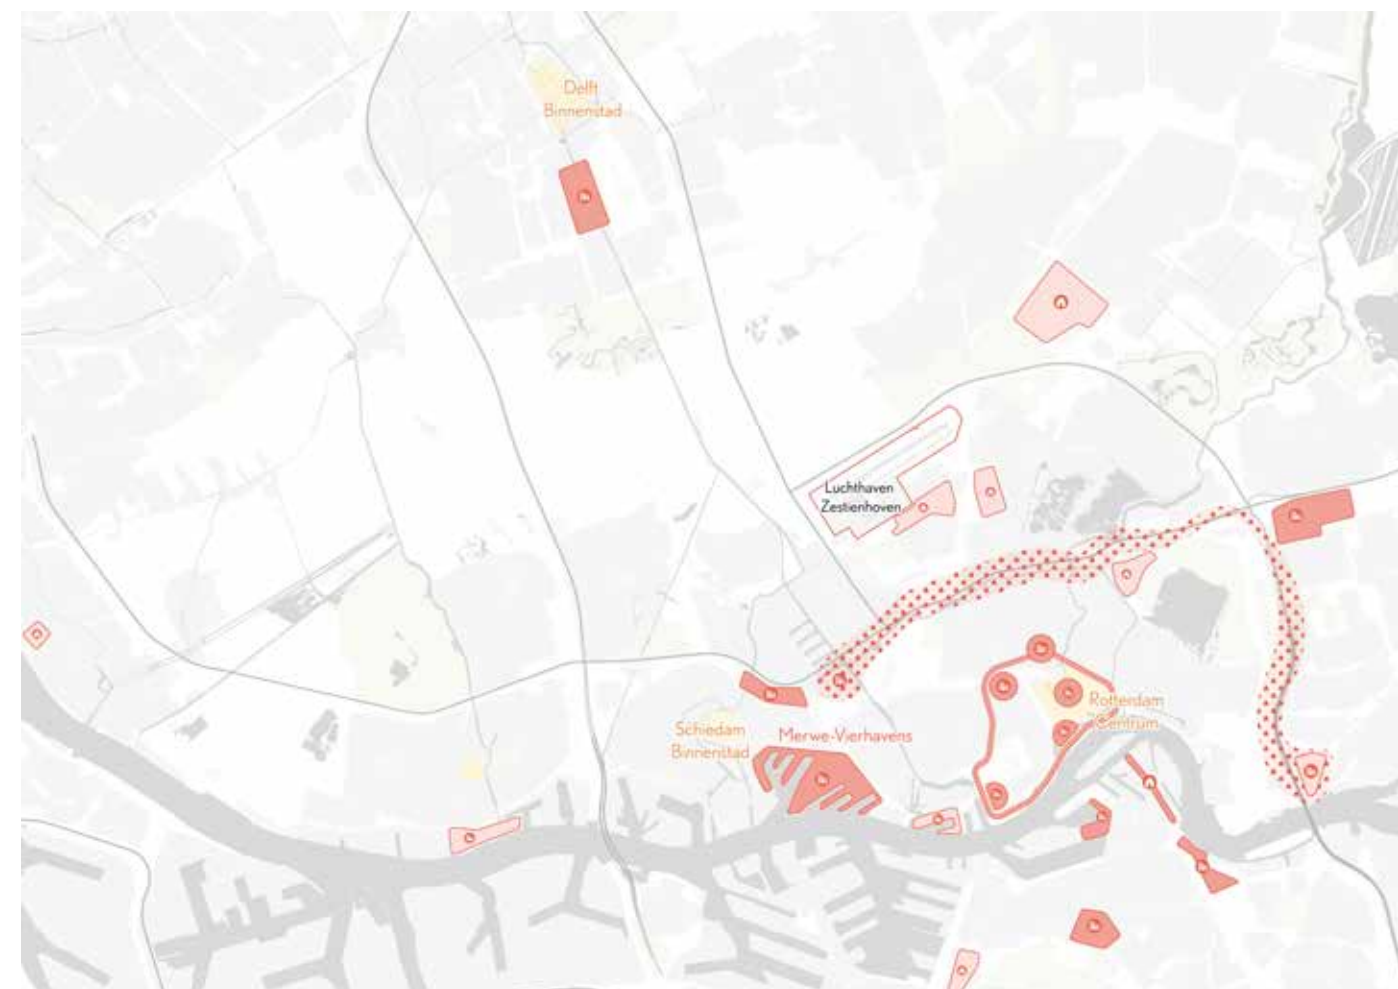 Delft
Binnenstad
Luchthaven
Zestienhoven
Rotterdam
Centrum
Schiedam
Binnenstad
Merwe-Vierhavens